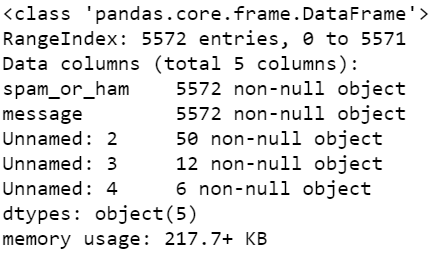 <class 'pandas.core.frame.DataFrame'>
RangeIndex: 5572 entries, 0 to 5571
Data columns (total 5 columns):
spam_or_ham    5572 non-null object
message        5572 non-null object
Unnamed: 2     50 non-null object
Unnamed: 3     12 non-null object
Unnamed: 4     6 non-null object
dtypes: object(5)
memory usage: 217.7+ KB